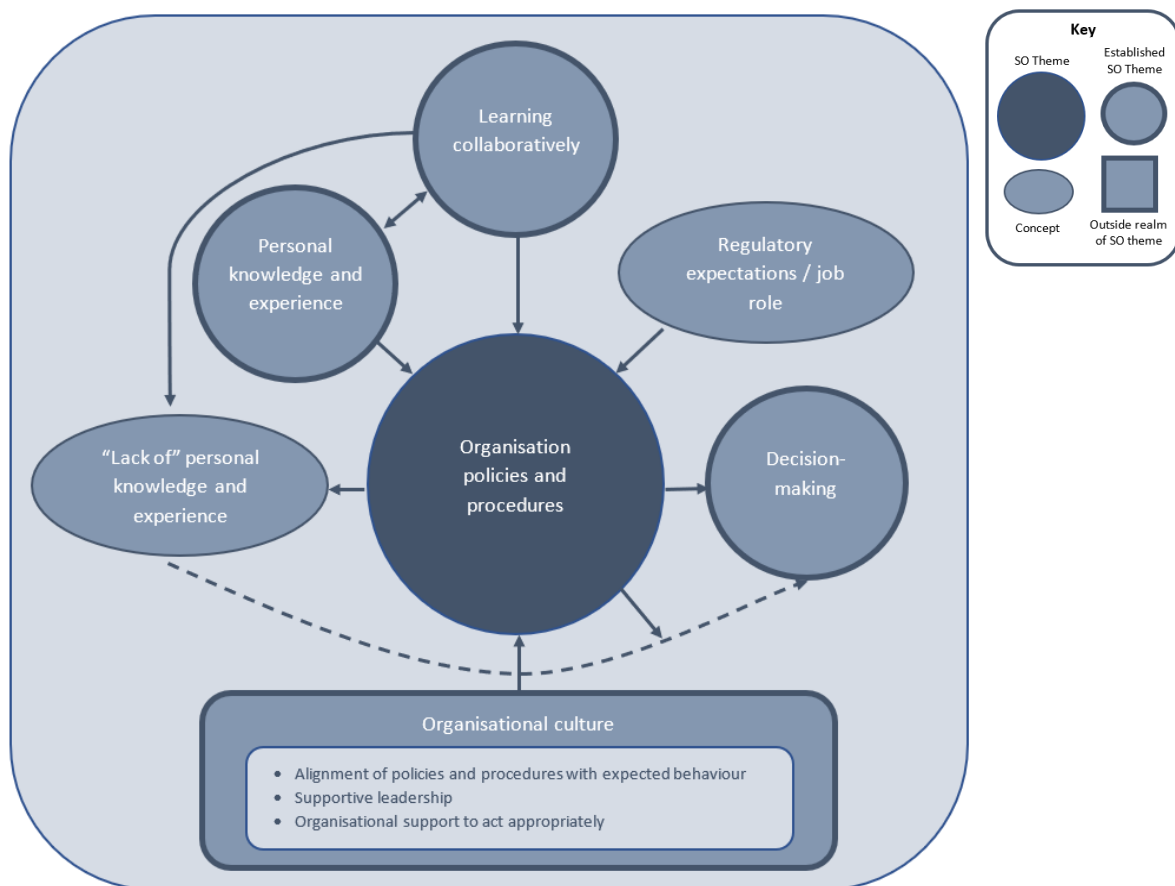 Learning
collaboratively
Personal
knowledge and
experience
Regulatory
expectations / job
role
"Lack of" personal
knowledge and
experience
Organisation
policies and
procedures
Decision-
making
Organisational culture
• Alignment of policies and procedures with expected behaviour
• Supportive leadership
• Organisational support to act appropriately
Key
SO Theme
Established
SO Theme
Concept
Outside realm
of SO theme